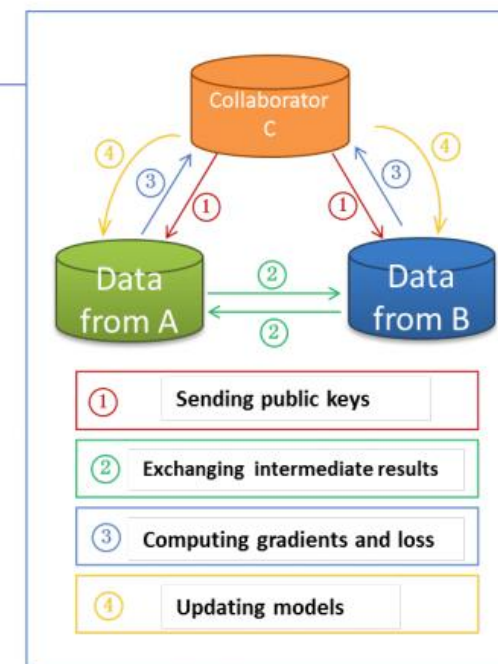 Collaborator
C
④
④
③
③
①
①
Data
from A
②
②
Data
from B
① Sending public keys
② Exchanging intermediate results
③ Computing gradients and loss
④ Updating models